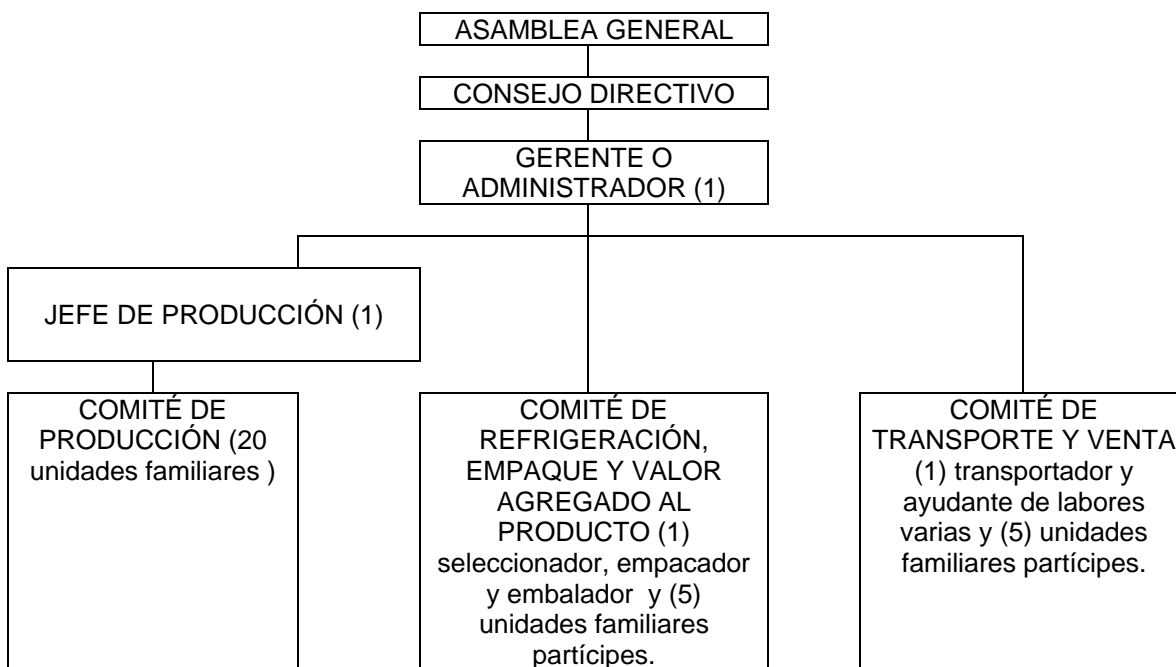 ASAMBLEA GENERAL
CONSEJO DIRECTIVO
GERENTE O
ADMINISTRADOR (1)
JEFE DE PRODUCCIÓN (1)
COMITÉ DE
PRODUCCIÓN (20
unidades familiares )
COMITÉ DE
REFRIGERACIÓN,
EMPAQUE Y VALOR
AGREGADO AL
PRODUCTO (1)
seleccionador, empacador
y embalador y (5)
unidades familiares
partícipes.
COMITÉ DE
TRANSPORTE Y VENTA
(1) transportador y
ayudante de labores
varias y (5) unidades
familiares partícipes.